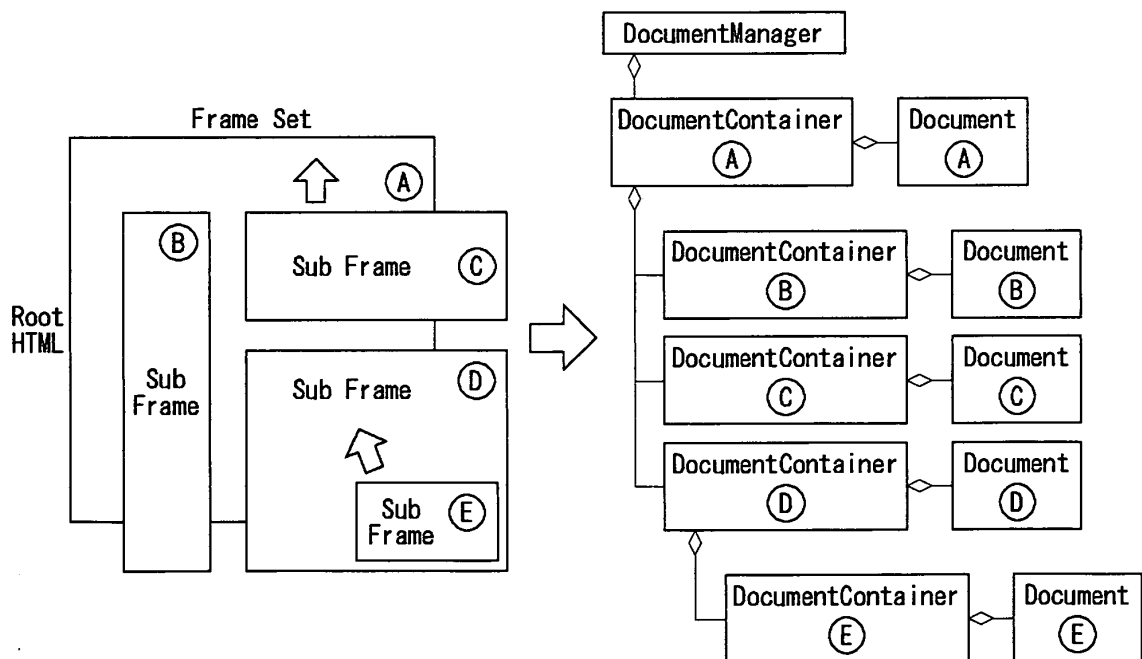 Frame Set
A
B
Sub Frame C
Root
HTML
Sub
Frame
Sub Frame D
Sub
Frame
E
DocumentManager
DocumentContainer
A
Document
A
DocumentContainer
B
Document
B
DocumentContainer
C
Document
C
DocumentContainer
D
Document
D
DocumentContainer
E
Document
E